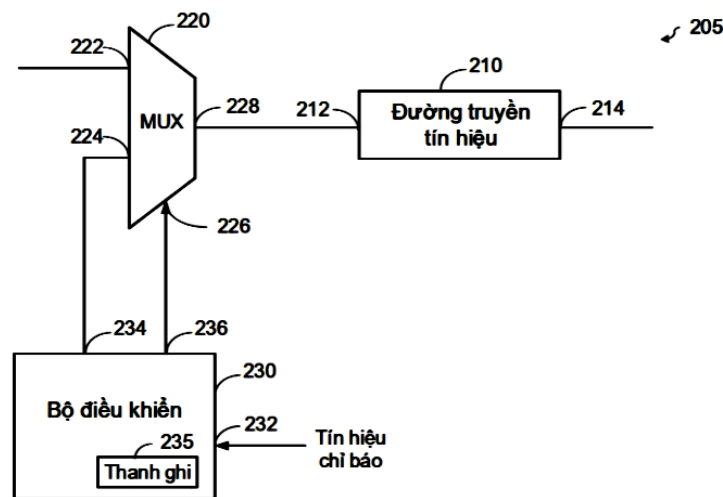 220
205
222
210
228
212
Đường truyền
tín hiệu
214
MUX
224
226
234
236
230
Bộ điều khiển
232
235
Thanh ghi
Tín hiệu
chỉ báo